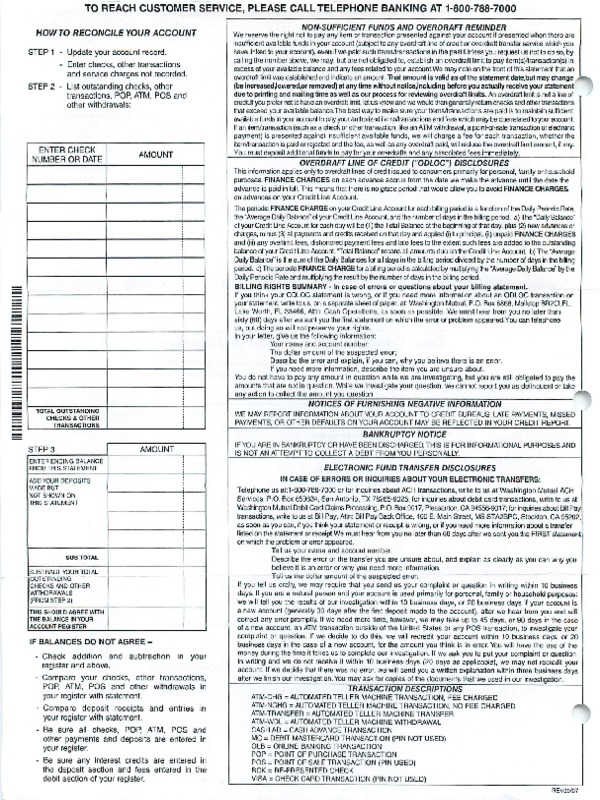 TO REACH CUSTOMER SERVICE, PLEASE CALL TELEPHONE BANKING AT 1-800-788-7000
HOW TO RECONCILE YOUR ACCOUNT
STEP 1 - Update your account record.
- Enter checks, other transactions
and service charges not recorded.
STEP 2 - List outstanding checks, other
transactions, POP, ATM, POS and
other withdrawals:
ENTER CHECK
NUMBER OR DATE
AMOUNT
TOTAL OUTSTANDING
CHECKS & OTHER
TRANSACTIONS
STEP 3
AMOUNT
ENTER ENDING BALANCE
FROM THIS STATEMENT
ADD YOUR DEPOSITS
MADE BUT
NOT SHOWN ON
THIS STATEMENT
SUBTOTAL
SUBTRACT YOUR TOTAL
OUTSTANDING
CHECKS AND OTHER
WITHDRAWALS
(FROM STEP 2)
THIS SHOULD AGREE WITH
THE BALANCE IN YOUR
ACCOUNT REGISTER
IF BALANCES DO NOT AGREE –
- Check addition and subtraction in your
register and above.
- Compare your checks, other transactions,
POP, ATM, POS and other withdrawals in
your register with statement.
- Compare deposit receipts and entries in
your register with statement.
- Be sure all checks, POP, ATM, POS and
other payments and deposits are entered in
your register.
- Be sure any interest credits are entered in
the deposit section and fees entered in the
debit section of your register.
NON-SUFFICIENT FUNDS AND OVERDRAFT REMINDER
We reserve the right not to pay any item or transaction presented against your account if presented when there are
insufficient available funds in your account (subject to any overdraft line of credit or overdraft transfer service which you
have linked to your account), even if we paid such items/transactions in the past. Unless you request us not to do so, by
calling the number above, we may, but are not obligated to, establish an overdraft limit to pay items(transactions) in
excess of your available balance and any fees related to your account. We may note on the front of this statement that an
overdraft limit was established and indicate an amount. That amount is valid as of the statement date, but may change
(be increased, lowered, or removed) at any time without notice, including before you actually receive your statement
due to printing and mailing time as well as our process for reviewing overdraft limits. An overdraft limit is not a line of
credit. If you prefer not to have an overdraft limit, let us know and we would then generally return checks and other transactions
that exceed your available balance. The best way to make sure your items/transactions are paid is to maintain sufficient
available funds in your account to pay your authorized items/transactions and fees which may be due related to your account.
If an item/transaction (such as a check or other transaction, like an ATM withdrawal, a point-of-sale transaction or electronic
payment) is presented against insufficient available funds, we will charge a fee for each transaction, whether the
item/transaction is rejected or paid and the fee, as well as any overdraft paid, will reduce the overdraft limit amount, if any.
You must deposit additional funds to pay for your overdrafts and any associated fees immediately.
OVERDRAFT LINE OF CREDIT ("ODLOC") DISCLOSURES
This information applies only to overdraft lines of credit issued to consumers primarily for personal, family or household
purposes. FINANCE CHARGES on each advance accrue from the date we make the advance until the date the
advance is paid in full. This means that there is no grace period that would allow you to avoid FINANCE CHARGES
on advances on your Credit Line Account.
The periodic FINANCE CHARGE on your Credit Line Account for each billing period is a function of the Daily Periodic Rate,
the "Average Daily Balance" of your Credit Line Account, and the number of days in the billing period. a) The "Daily Balance"
of your Credit Line Account for each day will be (1) the Total Balance at the beginning of that day, plus (2) new advances or
charges, minus (3) all payments and credits received on that day and applied (i) to principal, (ii) unpaid FINANCE CHARGES
and (iii) any overlimit fees, dishonored payment fees and late fees to the extent such fees are added to the outstanding
balance of your Credit Line Account. "Total Balance" means all amounts due on the Credit Line Account. b) The "Average
Daily Balance" is the sum of the Daily Balances for all days in the billing period divided by the number of days in the billing
period. c) The periodic FINANCE CHARGE for a billing period is calculated by multiplying the "Average Daily Balance" by the
Daily Periodic Rate and multiplying the result by the number of days in the billing period.
BILLING RIGHTS SUMMARY - In case of errors or questions about your billing statement.
If you think your ODLOC statement is wrong, or if you need more information about an ODLOC transaction on
your statement, write to us, on a separate sheet of paper, at Washington Mutual, P.O. Box
Lake Worth, FL 33466, Attn: Cash Operations, as soon as possible. We must hear from you no later than
sixty (60) days after we sent you the first statement on which the error or problem appeared. You can telephone
us, but doing so will not preserve your rights.
In your letter, give us the following information:
Your name and account number.
The dollar amount of the suspected error.
Describe the error and explain, if you can, why you believe there is an error.
If you need more information, describe the item you are unsure about.
You do not have to pay any amount in question while we are investigating, but you are still obligated to pay the
amounts that are not in question. While we investigate your question, we cannot report you as delinquent or take
any action to collect the amount you question.
NOTICES OF FURNISHING NEGATIVE INFORMATION
WE MAY REPORT INFORMATION ABOUT YOUR ACCOUNT TO CREDIT BUREAUS. LATE PAYMENTS, MISSED
PAYMENTS, OR OTHER DEFAULTS ON YOUR ACCOUNT MAY BE REFLECTED IN YOUR CREDIT REPORT.
BANKRUPTCY NOTICE
IF YOU ARE IN BANKRUPTCY OR HAVE BEEN DISCHARGED, THIS IS FOR INFORMATIONAL PURPOSES AND
IS NOT AN ATTEMPT TO COLLECT A DEBT FROM YOU PERSONALLY.
ELECTRONIC FUND TRANSFER DISCLOSURES
IN CASE OF ERRORS OR INQUIRIES ABOUT YOUR ELECTRONIC TRANSFERS:
Telephone us at: 1-800-788-7000 or for inquiries about ACH transactions, write to us at Washington Mutual ACH
Services, P.O. Box San Antonio, TX for inquiries about debit card transactions, write to us at
Washington Mutual Debit Card Claims Processing, P.O. Box 9017, Pleasanton, CA 94566-9017; for inquiries about Bill Pay
transactions, write to us at Bill Pay, Attn: Bill Pay Back Office, 400 E. Main Street, Stockton, CA
as soon as you can, if you think your statement or receipt is wrong, or if you need more information about a transfer
listed on the statement or receipt. We must hear from you no later than 60 days after we sent you the FIRST statement
on which the problem or error appeared.
Tell us your name and account number.
Describe the error or the transfer you are unsure about, and explain as clearly as you can why you
believe it is an error or why you need more information.
Tell us the dollar amount of the suspected error.
If you tell us orally, we may require that you send us your complaint or question in writing within 10 business
days. If you are a natural person and your account is used primarily for personal, family or household purposes:
we will tell you the results of our investigation within 10 business days, or 20 business days if your account is
a new account (generally 30 days after the first deposit made to the account), after we hear from you and will
correct any error promptly. If we need more time, however, we may take up to 45 days, or 90 days in the case
of a new account, an ATM transaction outside of the United States or any POS transaction, to investigate your
complaint or question. If we decide to do this, we will recredit your account within 10 business days, or 20
business days in the case of a new account, for the amount you think is in error. You will have the use of the
money during the time it takes us to complete our investigation. If we ask you to put your complaint or question
in writing and we do not receive it within 10 business days (20 days as applicable), we may not recredit your
account. If we decide that there was no error, we will send you a written explanation within three business days
after we finish our investigation. You may ask for copies of the documents that we used in our investigation.
TRANSACTION DESCRIPTIONS
ATM-CHG = AUTOMATED TELLER MACHINE TRANSACTION, FEE CHARGED
ATM-NCHG = AUTOMATED TELLER MACHINE TRANSACTION, NO FEE CHARGED
ATM-TRANSFER = AUTOMATED TELLER MACHINE TRANSFER
ATM-WDL = AUTOMATED TELLER MACHINE WITHDRAWAL
CASH AD = CASH ADVANCE TRANSACTION
MC = DEBIT MASTERCARD TRANSACTION (PIN NOT USED)
OLB = ONLINE BANKING TRANSACTION
POP = POINT OF PURCHASE TRANSACTION
POS = POINT OF SALE TRANSACTION (PIN USED)
RCK = RE-PRESENTED CHECK
VISA = CHECK CARD TRANSACTION (PIN NOT USED)